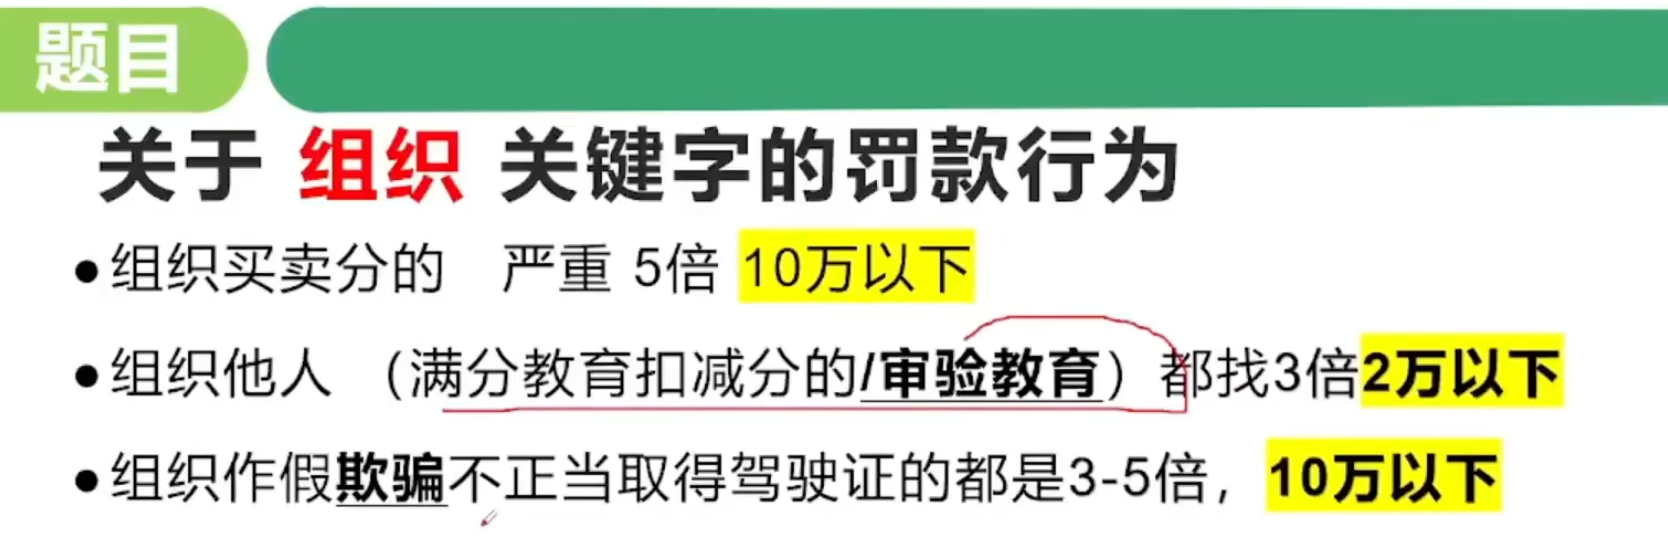 题目
关于 组织 关键字的罚款行为
●组织买卖分的 严重 5倍 10万以下
●组织他人 （满分教育扣减分的/审验教育）都找3倍2万以下
●组织作假欺骗不正当取得驾驶证的都是3-5倍，10万以下